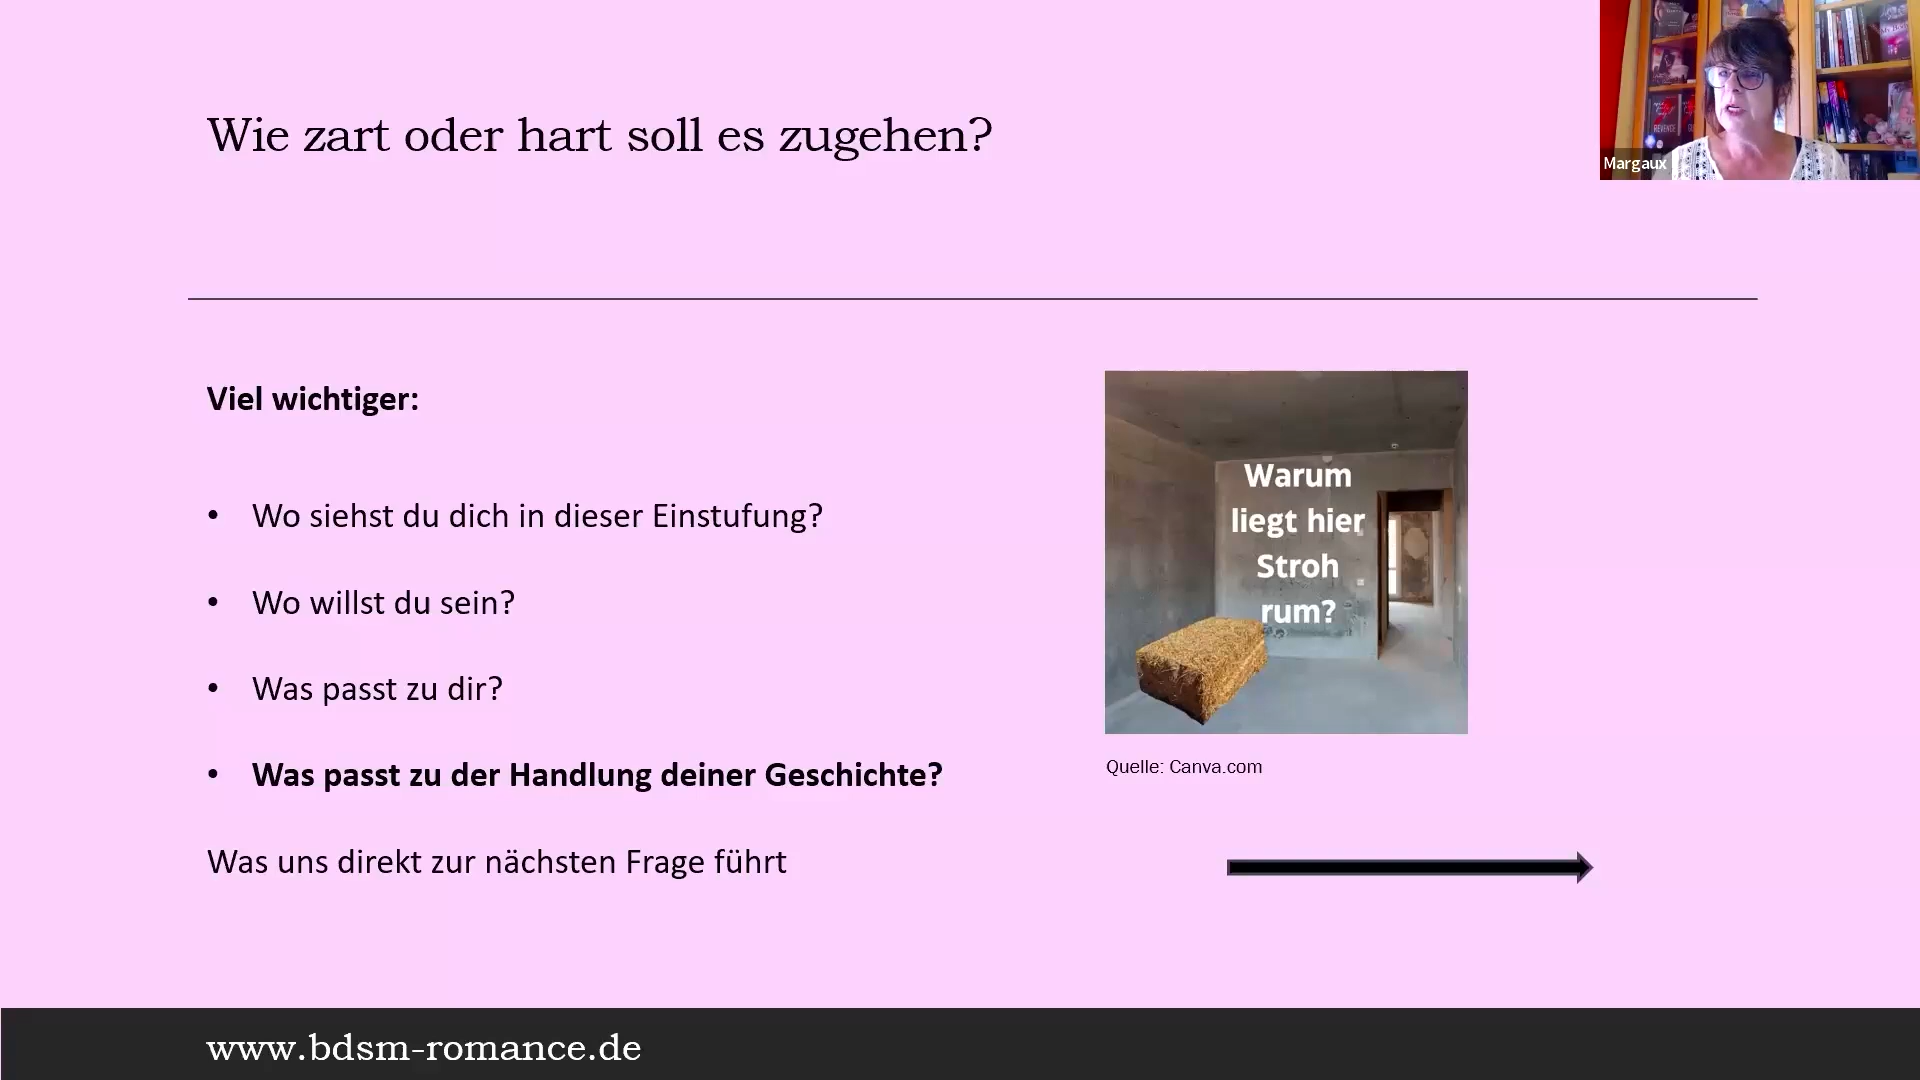 Wie zart oder hart soll es zugehen?
Margaux
REVENGE
Viel wichtiger:
• Wo siehst du dich in dieser Einstufung?
• Wo willst du sein?
• Was passt zu dir?
• Was passt zu der Handlung deiner Geschichte?
Was uns direkt zur nächsten Frage führt
Warum
liegt hier
Stroh
rum?
Quelle: Canva.com
www.bdsm-romance.de